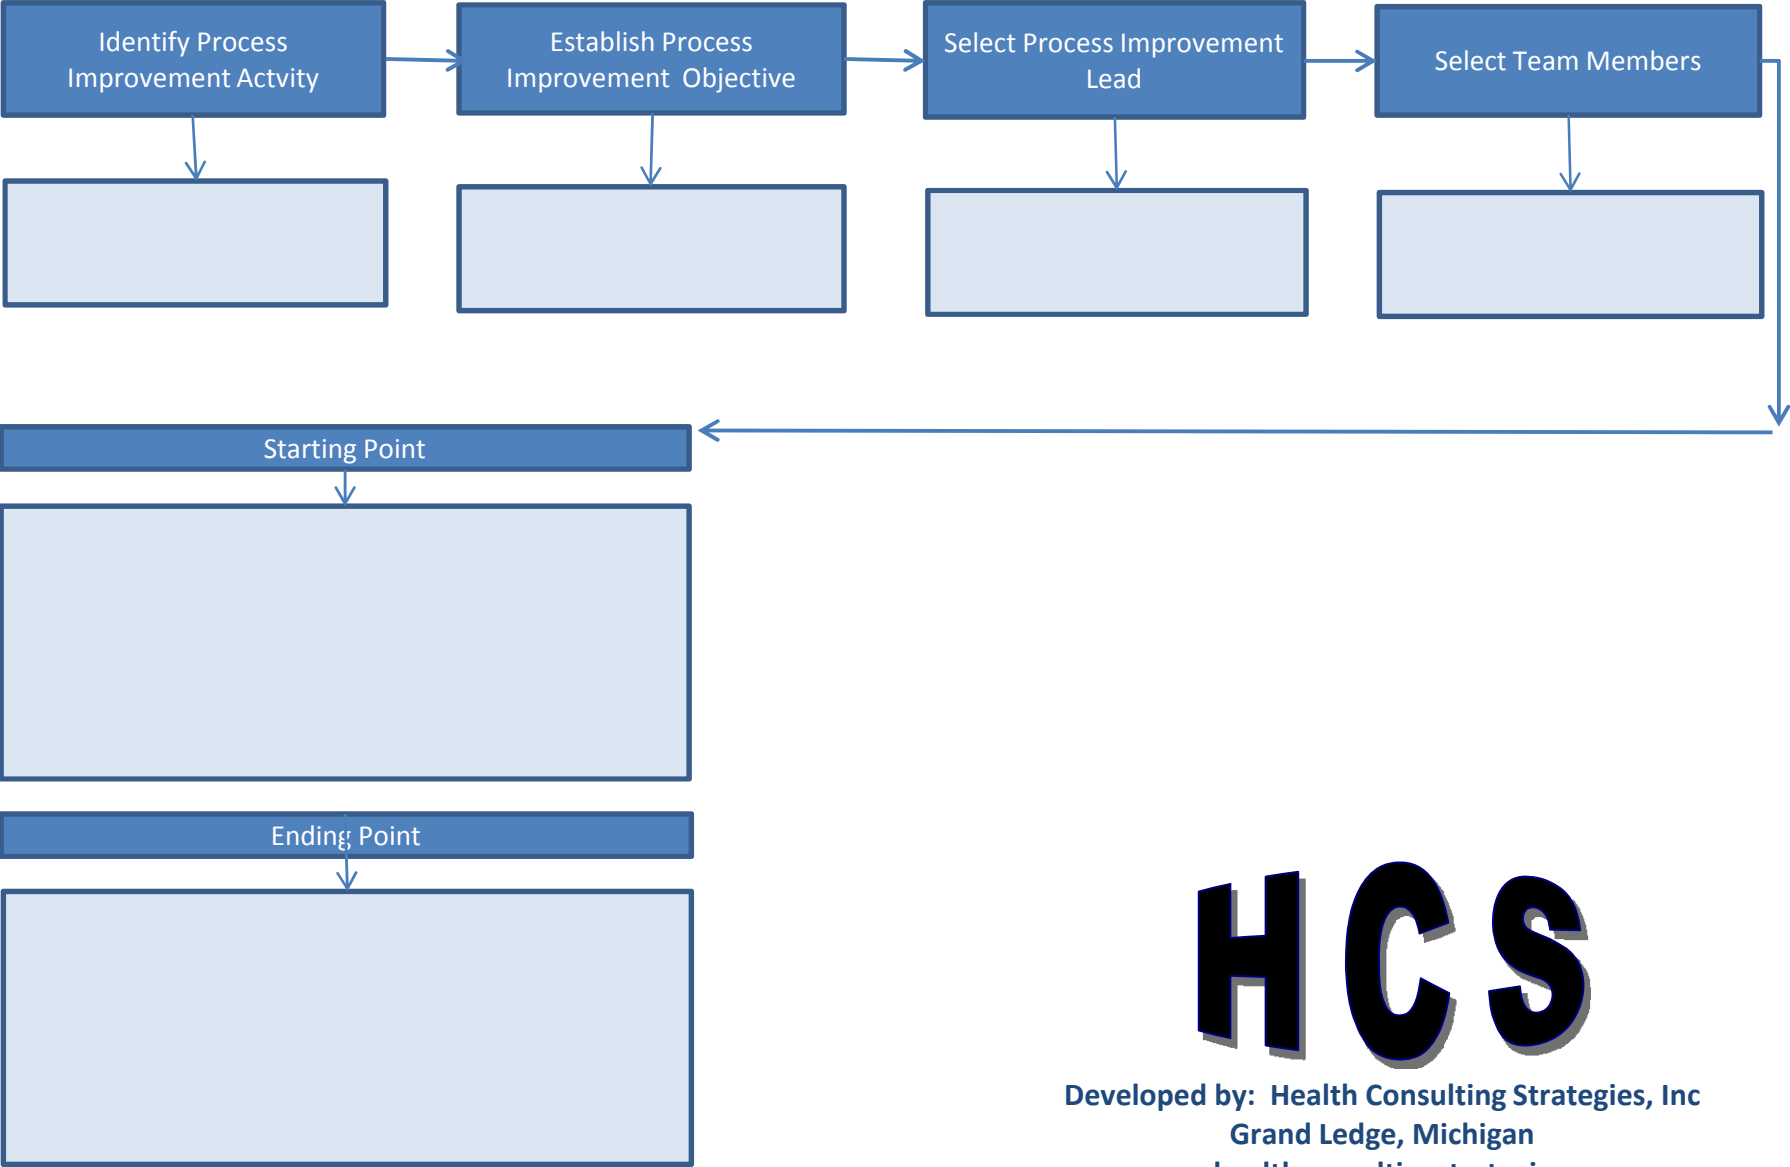 Identify Process
Improvement Actvity
Establish Process
Improvement Objective
Select Process Improvement
Lead
Select Team Members
Starting Point
Ending Point
HCS
Developed by: Health Consulting Strategies, Inc
Grand Ledge, Michigan